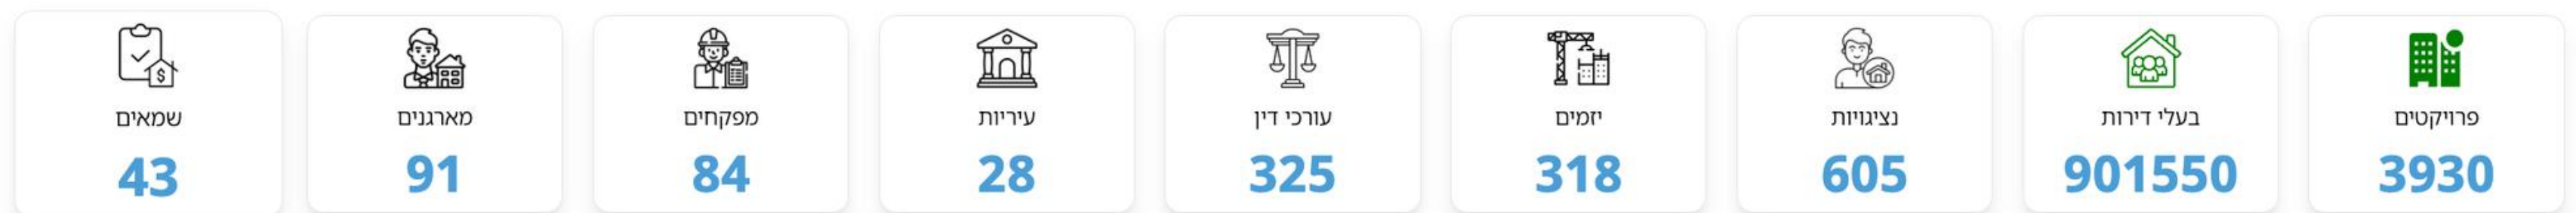 פרויקטים
3930
בעלי דירות
901550
נציגויות
605
יזמים
318
עורכי דין
325
עיריות
28
מפקחים
84
מארגנים
91
שמאים
43